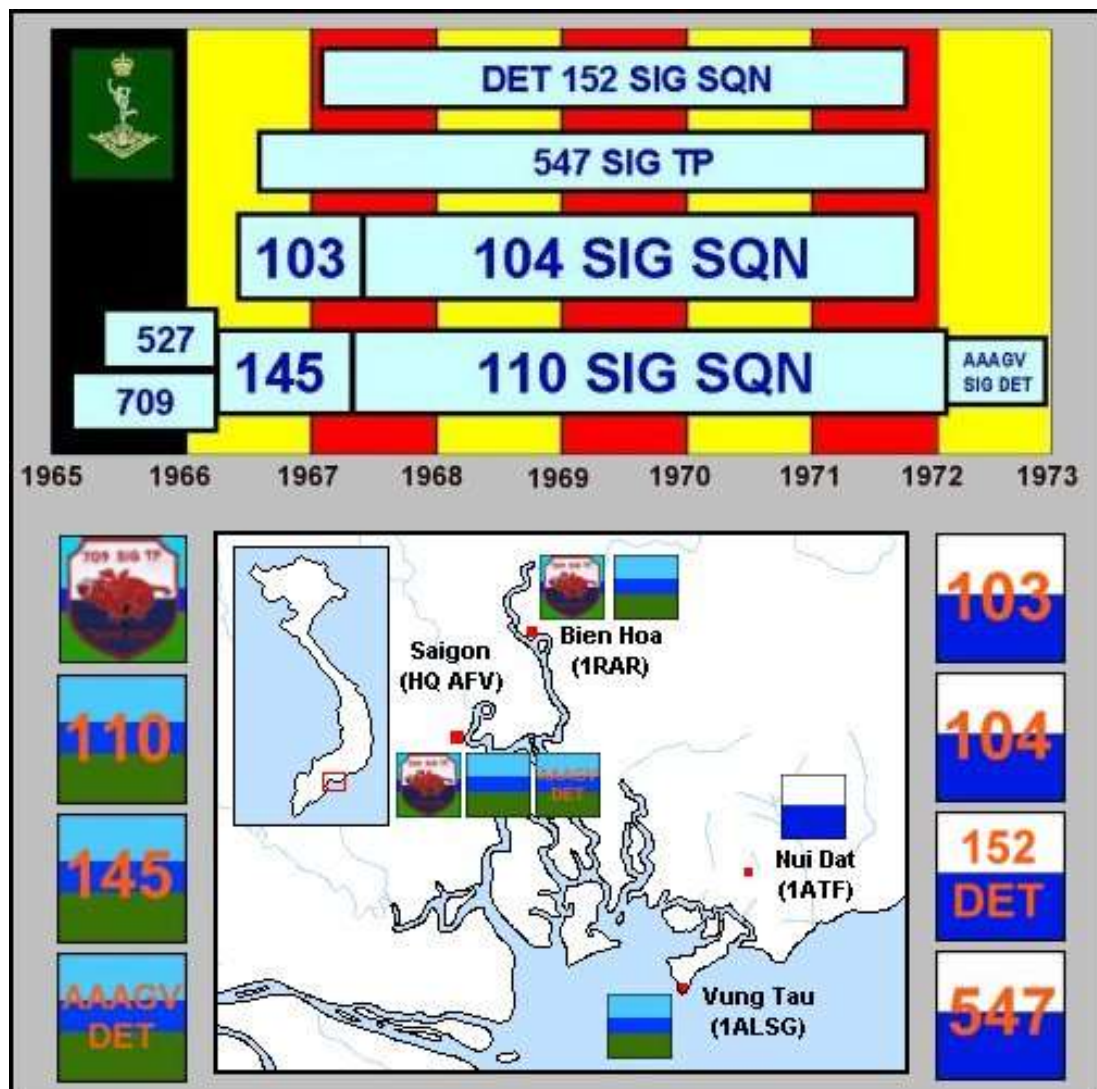 DET 152 SIG SQN
547 SIG TP
103
104 SIG SQN
527
709
145
110 SIG SQN
AAAGV
SIG DET
1965 1966 1967 1968 1969 1970 1971 1972 1973
709 SIG TP
110
145
AAAGV
DET
Saigon
(HQ AFV)
Bien Hoa
(1RAR)
AAAGV
DET
Nui Dat
(1ATF)
Vung Tau
(1ALSG)
103
104
152
DET
547